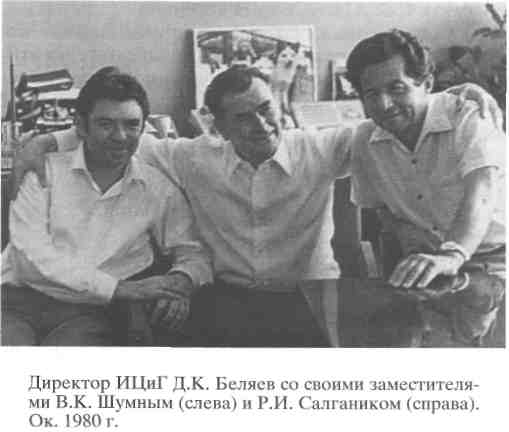 Директор ИЦиГ Д.К. Беляев со своими заместителя-
ми В.К. Шумным (слева) и Р.И. Салгаником (справа).
Ок. 1980 г.